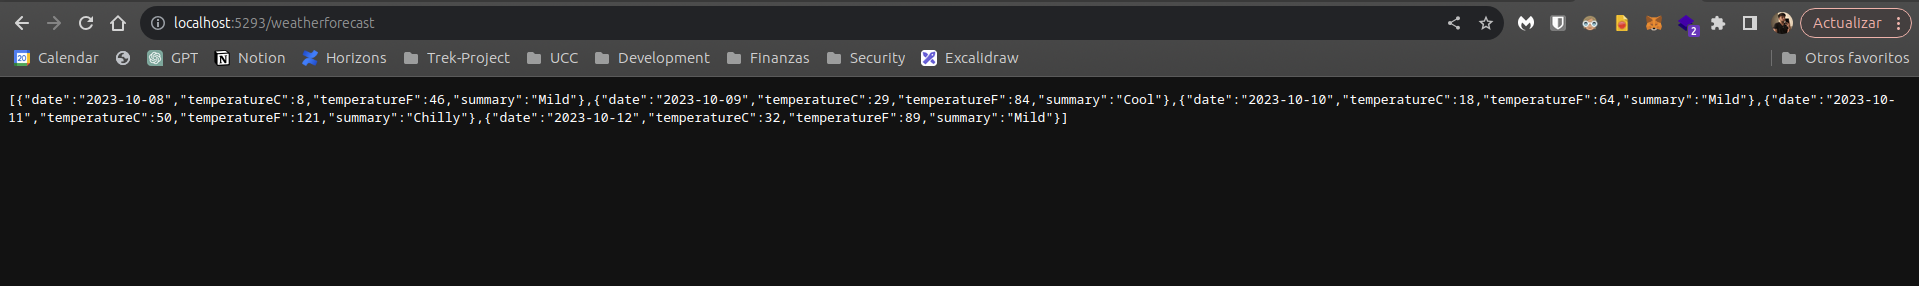 localhost:5293/weatherforecast
2
Actualizar
20 Calendar GPT Notion Horizons Trek-Project UCC Development Finanzas Security Excalidraw Otros favoritos
[{"date":"2023-10-08","temperatureC":8,"temperatureF":46,"summary":"Mild"},{"date":"2023-10-09","temperatureC":29,"temperatureF":84,"summary":"Cool"},{"date":"2023-10-10","temperatureC":18,"temperatureF":64,"summary":"Mild"},{"date":"2023-10-
11","temperatureC":50,"temperatureF":121,"summary":"Chilly"},{"date":"2023-10-12","temperatureC":32,"temperatureF":89,"summary":"Mild"}]